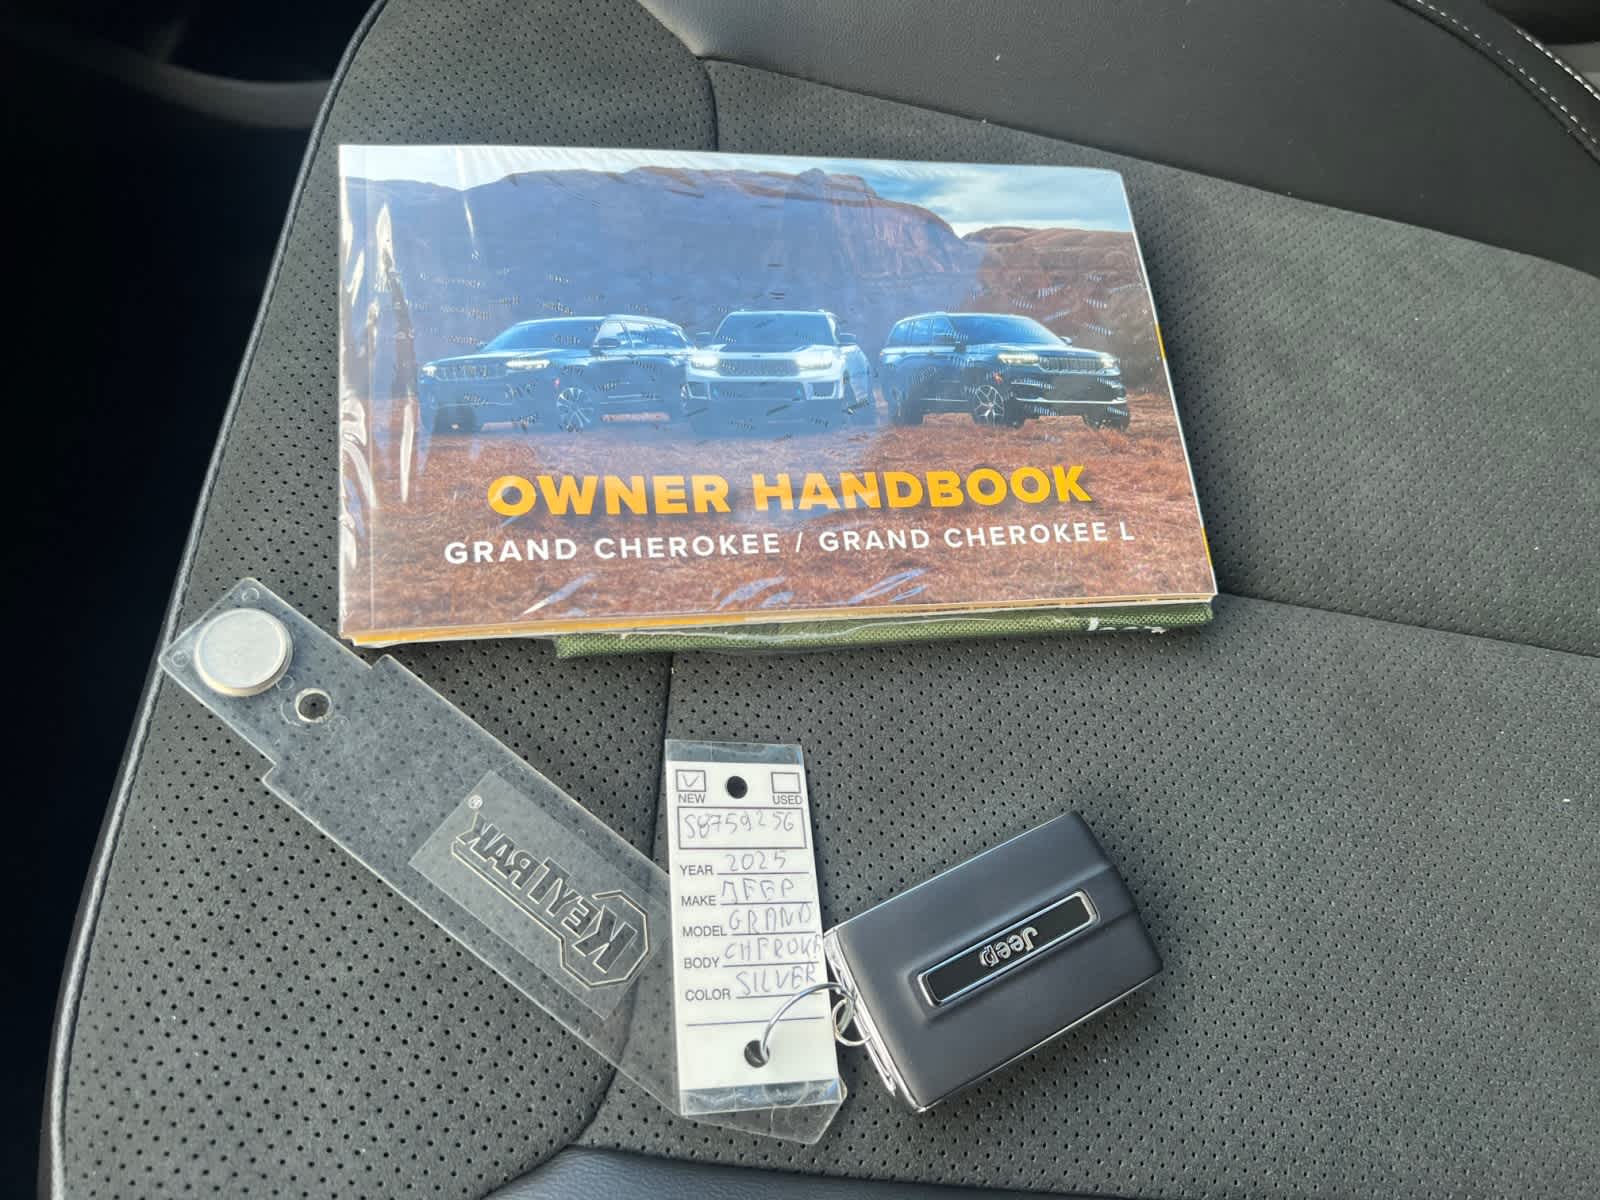 OWNER HANDBOOK
GRAND CHEROKEE / GRAND CHEROKEE L
KEYTRAK®
NEW
USED
S8759256
YEAR 2025
MAKE JEEP
MODEL GRAND
BODY CHEROKE
COLOR SILVER
Jeep